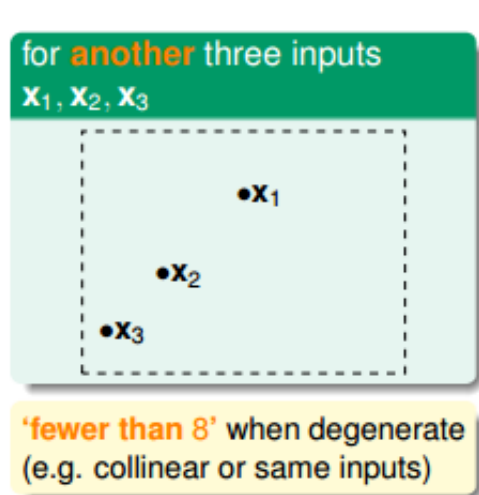 for another three inputs
x₁, x₂, x₃
•x₁
•x₂
•x₃
‘fewer than 8’ when degenerate
(e.g. collinear or same inputs)